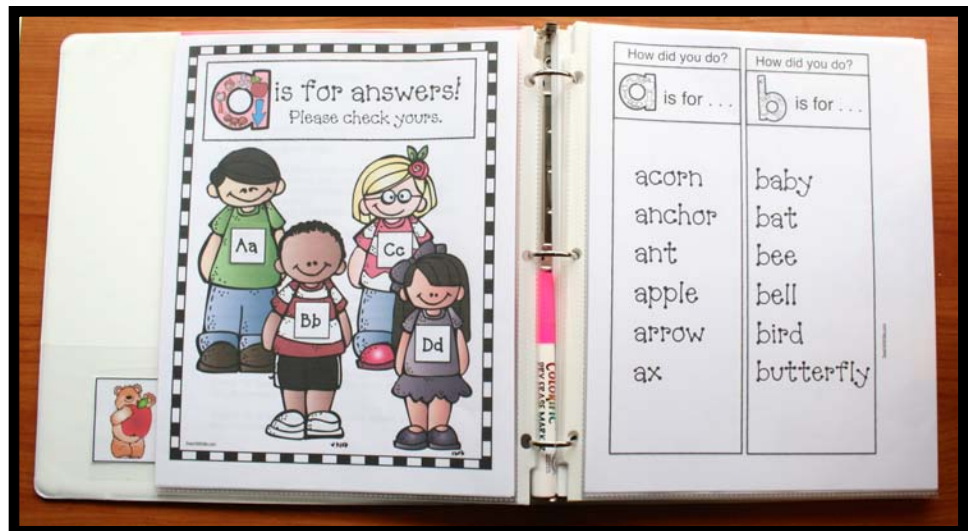 a is for answers!
Please check yours.
Aa
Cc
Bb
Dd
How did you do?
a is for . . .
acorn
anchor
ant
apple
arrow
ax
How did you do?
b is for . . .
baby
bat
bee
bell
bird
butterfly
COLORIFIC
DRY ERASE MARK